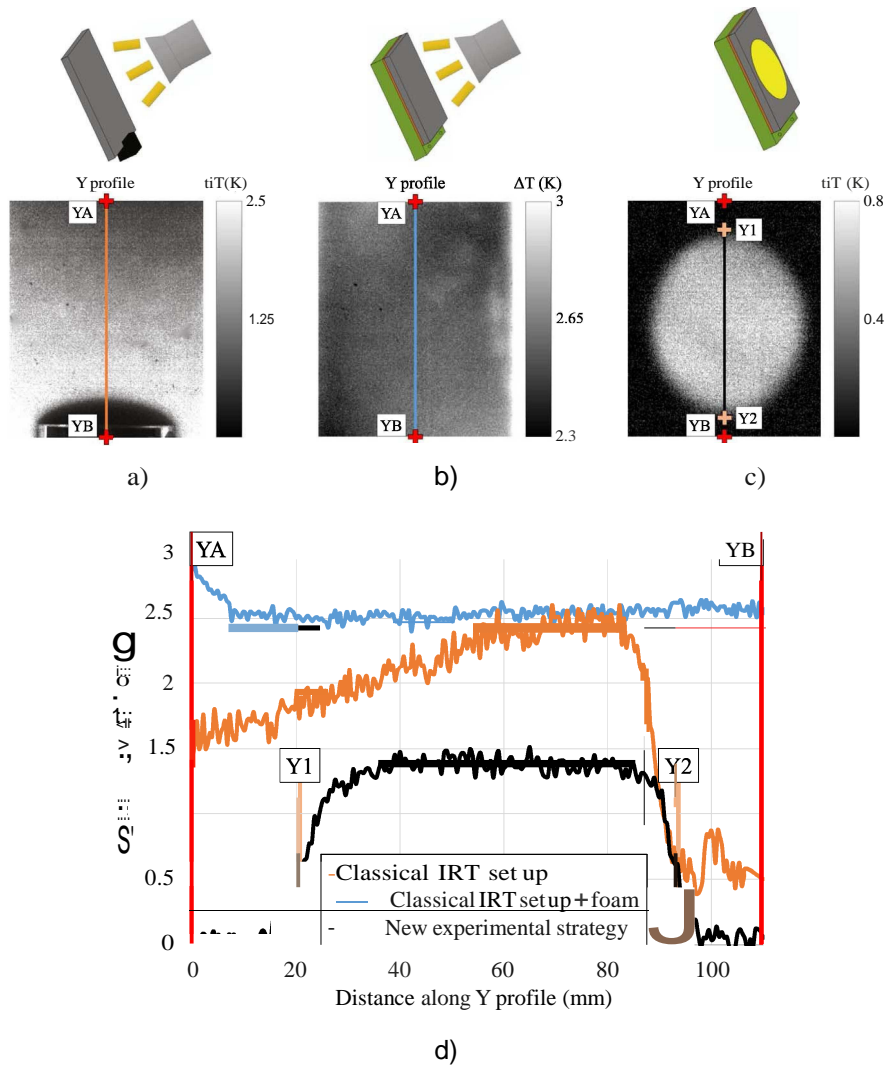 Y profile tiT(K)
YA
2.5
1.25
YB
a)
Y profile ΔT (K)
YA
3
2.65
YB
2.3
b)
Y profile tiT (K)
YA
Y1
0.8
0.4
Y2
YB
0
c)
3
YA
YB
2.5
g
2
1.5
Y1
Y2
-Classical IRT set up
0.5
Classical IRT set up + foam
- New experimental strategy
0
0 20 40 60 80 100
Distance along Y profile (mm)
d)